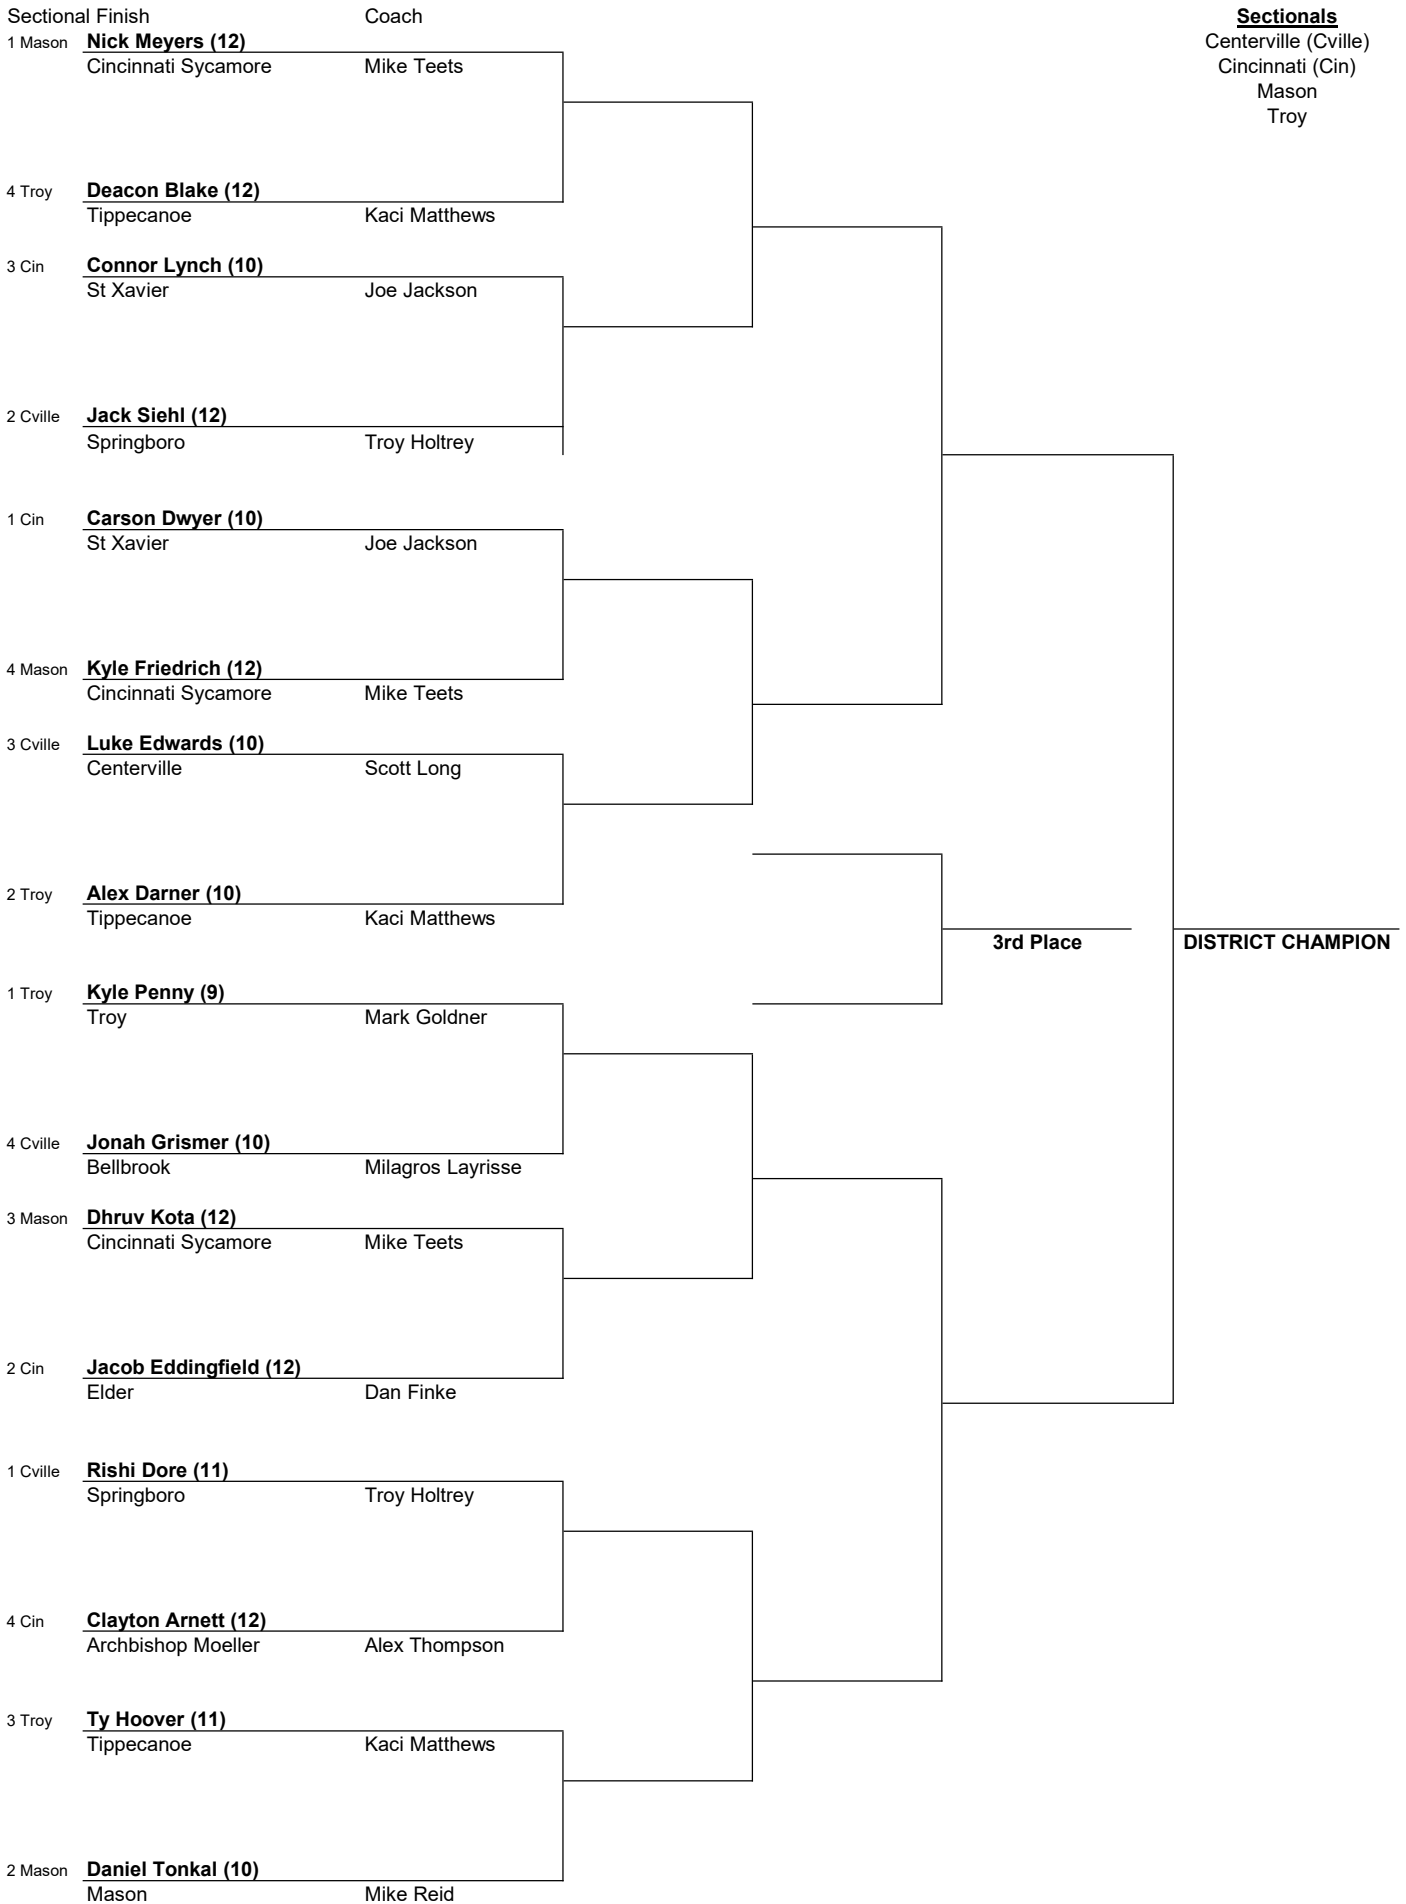 Sectional Finish Coach Sectionals
1 Mason Nick Meyers (12) Centerville (Cville)
Cincinnati Sycamore Mike Teets Cincinnati (Cin)
Mason
Troy
4 Troy Deacon Blake (12)
Tippecanoe Kaci Matthews
3 Cin Connor Lynch (10)
St Xavier Joe Jackson
2 Cville Jack Siehl (12)
Springboro Troy Holtrey
1 Cin Carson Dwyer (10)
St Xavier Joe Jackson
4 Mason Kyle Friedrich (12)
Cincinnati Sycamore Mike Teets
3 Cville Luke Edwards (10)
Centerville Scott Long
2 Troy Alex Darner (10)
Tippecanoe Kaci Matthews
3rd Place DISTRICT CHAMPION
1 Troy Kyle Penny (9)
Troy Mark Goldner
4 Cville Jonah Grismer (10)
Bellbrook Milagros Layrisse
3 Mason Dhruv Kota (12)
Cincinnati Sycamore Mike Teets
2 Cin Jacob Eddingfield (12)
Elder Dan Finke
1 Cville Rishi Dore (11)
Springboro Troy Holtrey
4 Cin Clayton Arnett (12)
Archbishop Moeller Alex Thompson
3 Troy Ty Hoover (11)
Tippecanoe Kaci Matthews
2 Mason Daniel Tonkal (10)
Mason Mike Reid